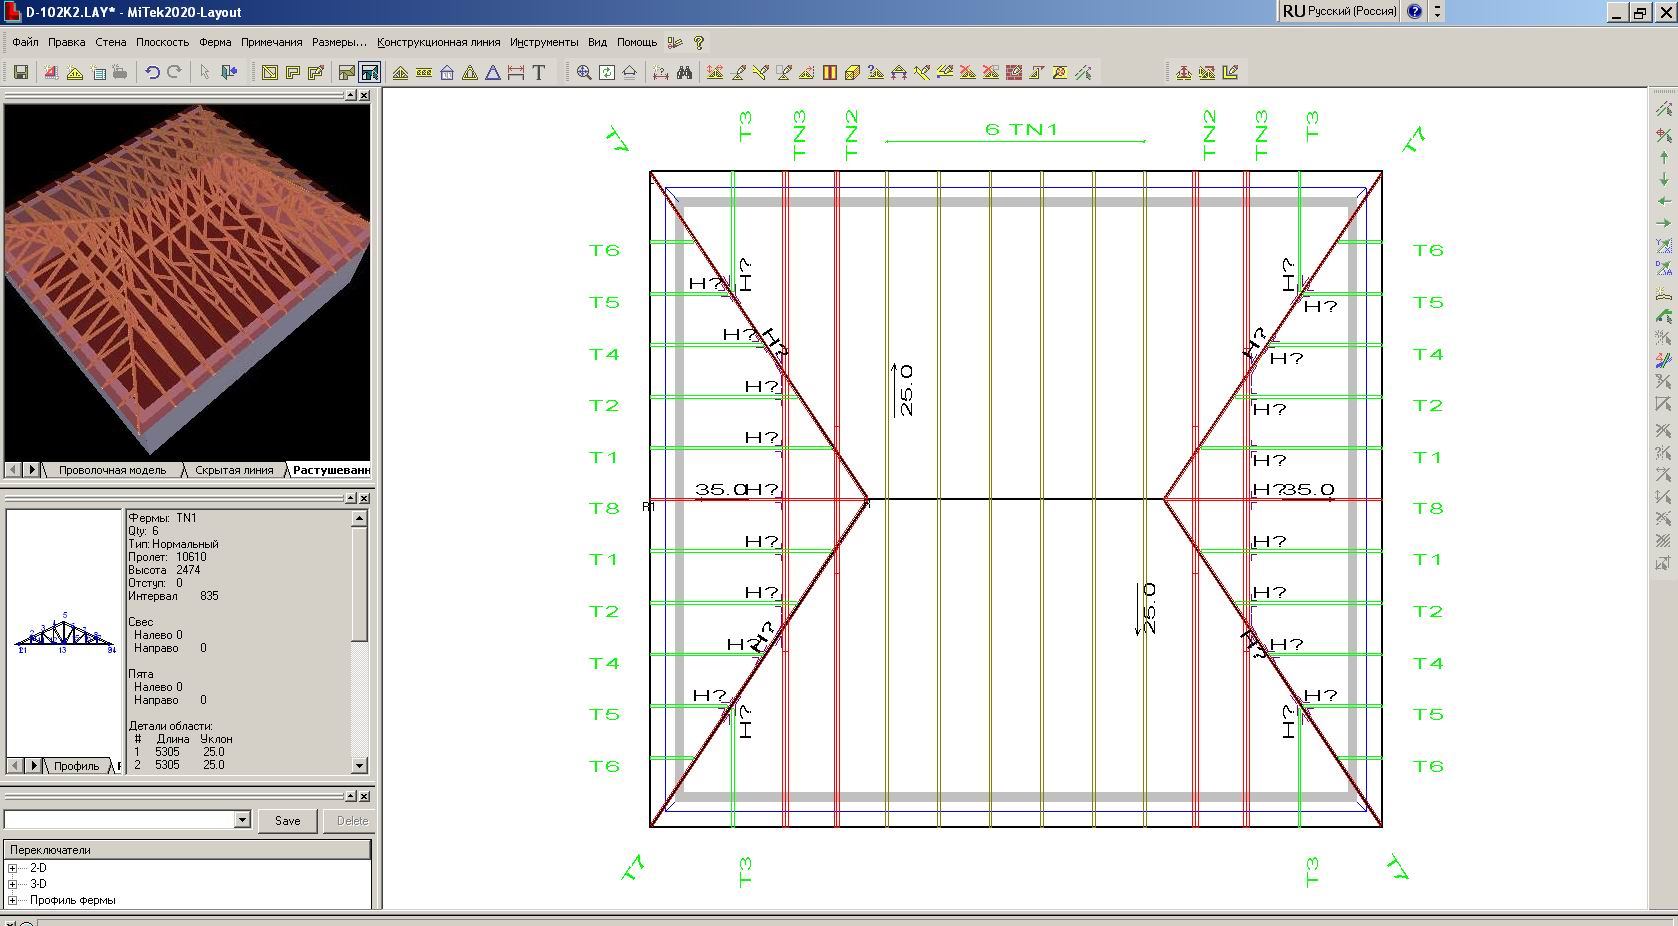 D-102K2.LAY* - MiTek2020-Layout
RU Русский (Россия)
Файл Правка Стена Плоскость Ферма Примечания Размеры... Конструкционная линия Инструменты Вид Помощь
Проволочная модель Скрытая линия Растушеванн
Фермы: TN1
Qty: 6
Тип: Нормальный
Пролет: 10610
Высота 2474
Отступ: 0
Интервал 835
Свес
Налево 0
Направо 0
Пята
Налево 0
Направо 0
Детали области:
# Длина Уклон
1 5305 25.0
2 5305 25.0
5
13
Профиль
Save Delete
Переключатели
2-D
3-D
Профиль фермы
T7 T3 TN3 TN2 6 TN1 TN2 TN3 T3 T7
T6 T6
H? H?
H?
T5 T5
H?
H? H? H?
T4 T4
H?
H?
T2 T2
H?
25.0
H?
T1 T1
H?
35.0 H? H? 35.0
T8 T8
R1
H? H?
T1 T1
H? H?
T2 T2
25.0
H? H? H? H?
T4 T4
H? H?
T5 T5
H? H?
T6 T6
T7 T3 T3 T7